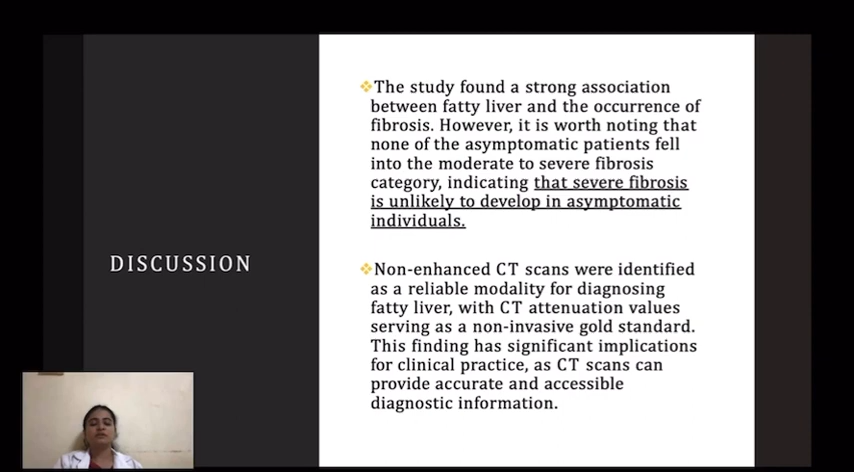 DISCUSSION
❖The study found a strong association
between fatty liver and the occurrence of
fibrosis. However, it is worth noting that
none of the asymptomatic patients fell
into the moderate to severe fibrosis
category, indicating that severe fibrosis
is unlikely to develop in asymptomatic
individuals.
❖Non-enhanced CT scans were identified
as a reliable modality for diagnosing
fatty liver, with CT attenuation values
serving as a non-invasive gold standard.
This finding has significant implications
for clinical practice, as CT scans can
provide accurate and accessible
diagnostic information.